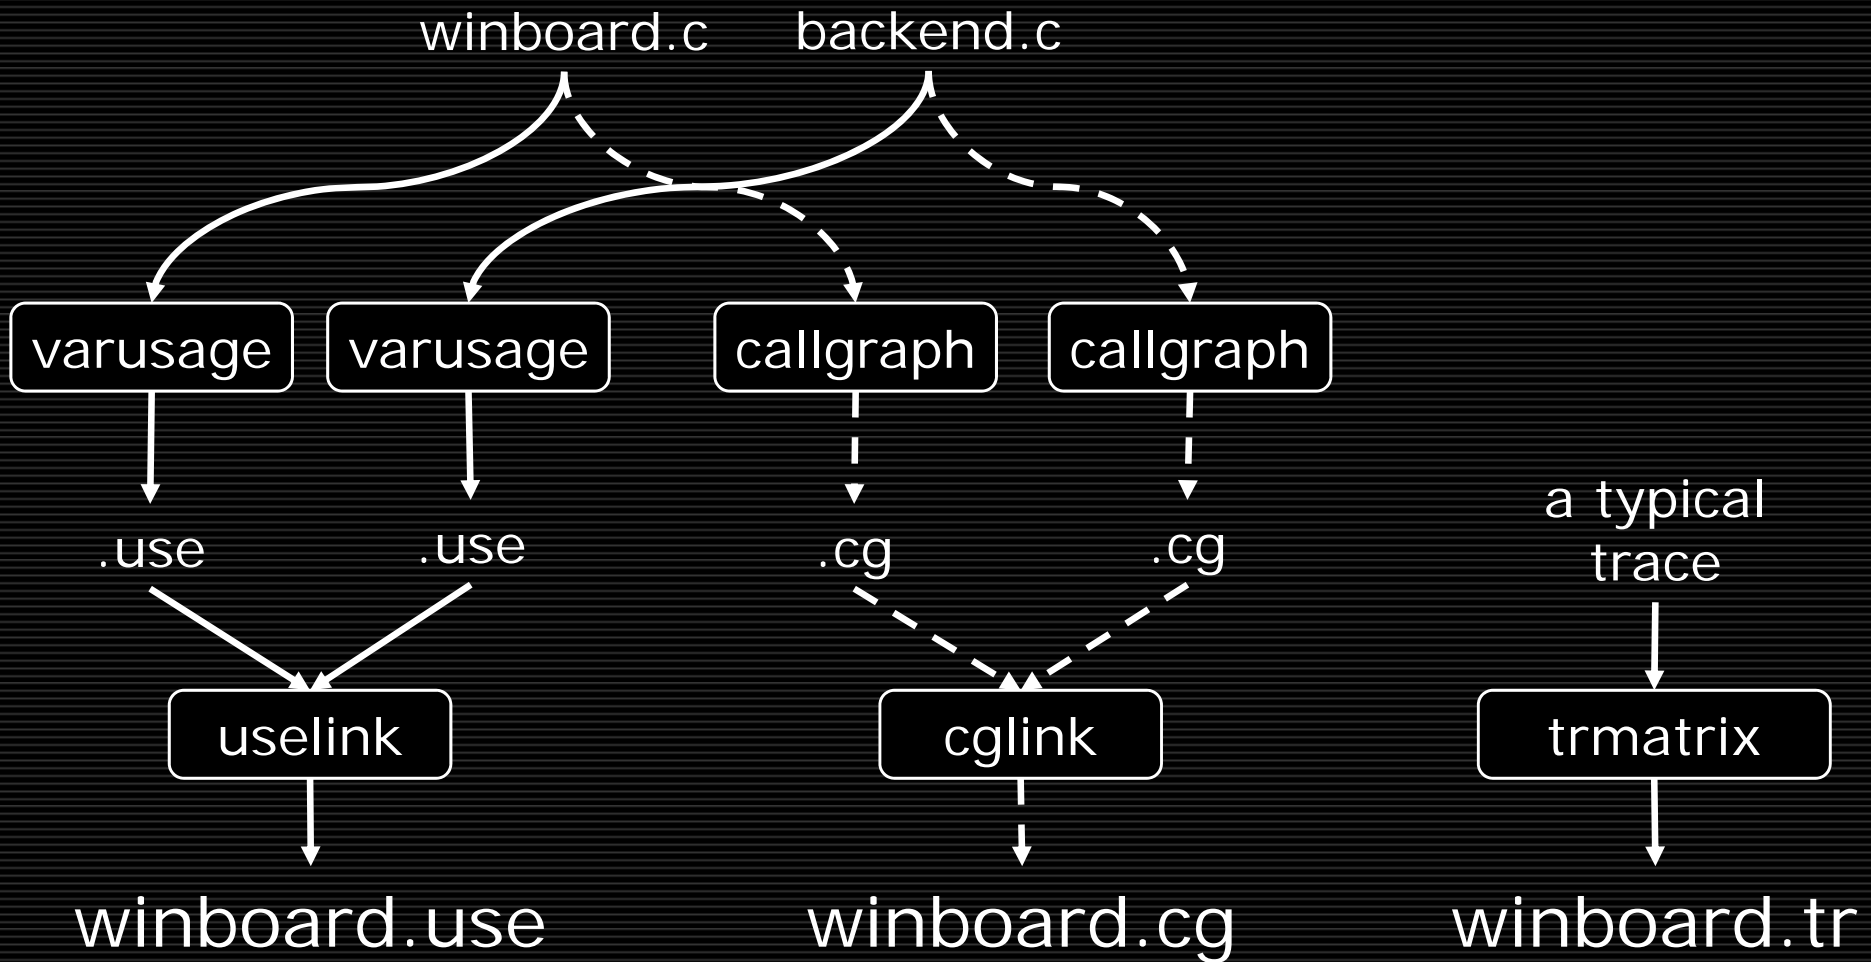 winboard.c
backend.c
varusage
varusage
callgraph
callgraph
.use
.use
.cg
.cg
a typical
trace
uselink
cglink
trmatrix
winboard.use
winboard.cg
winboard.tr